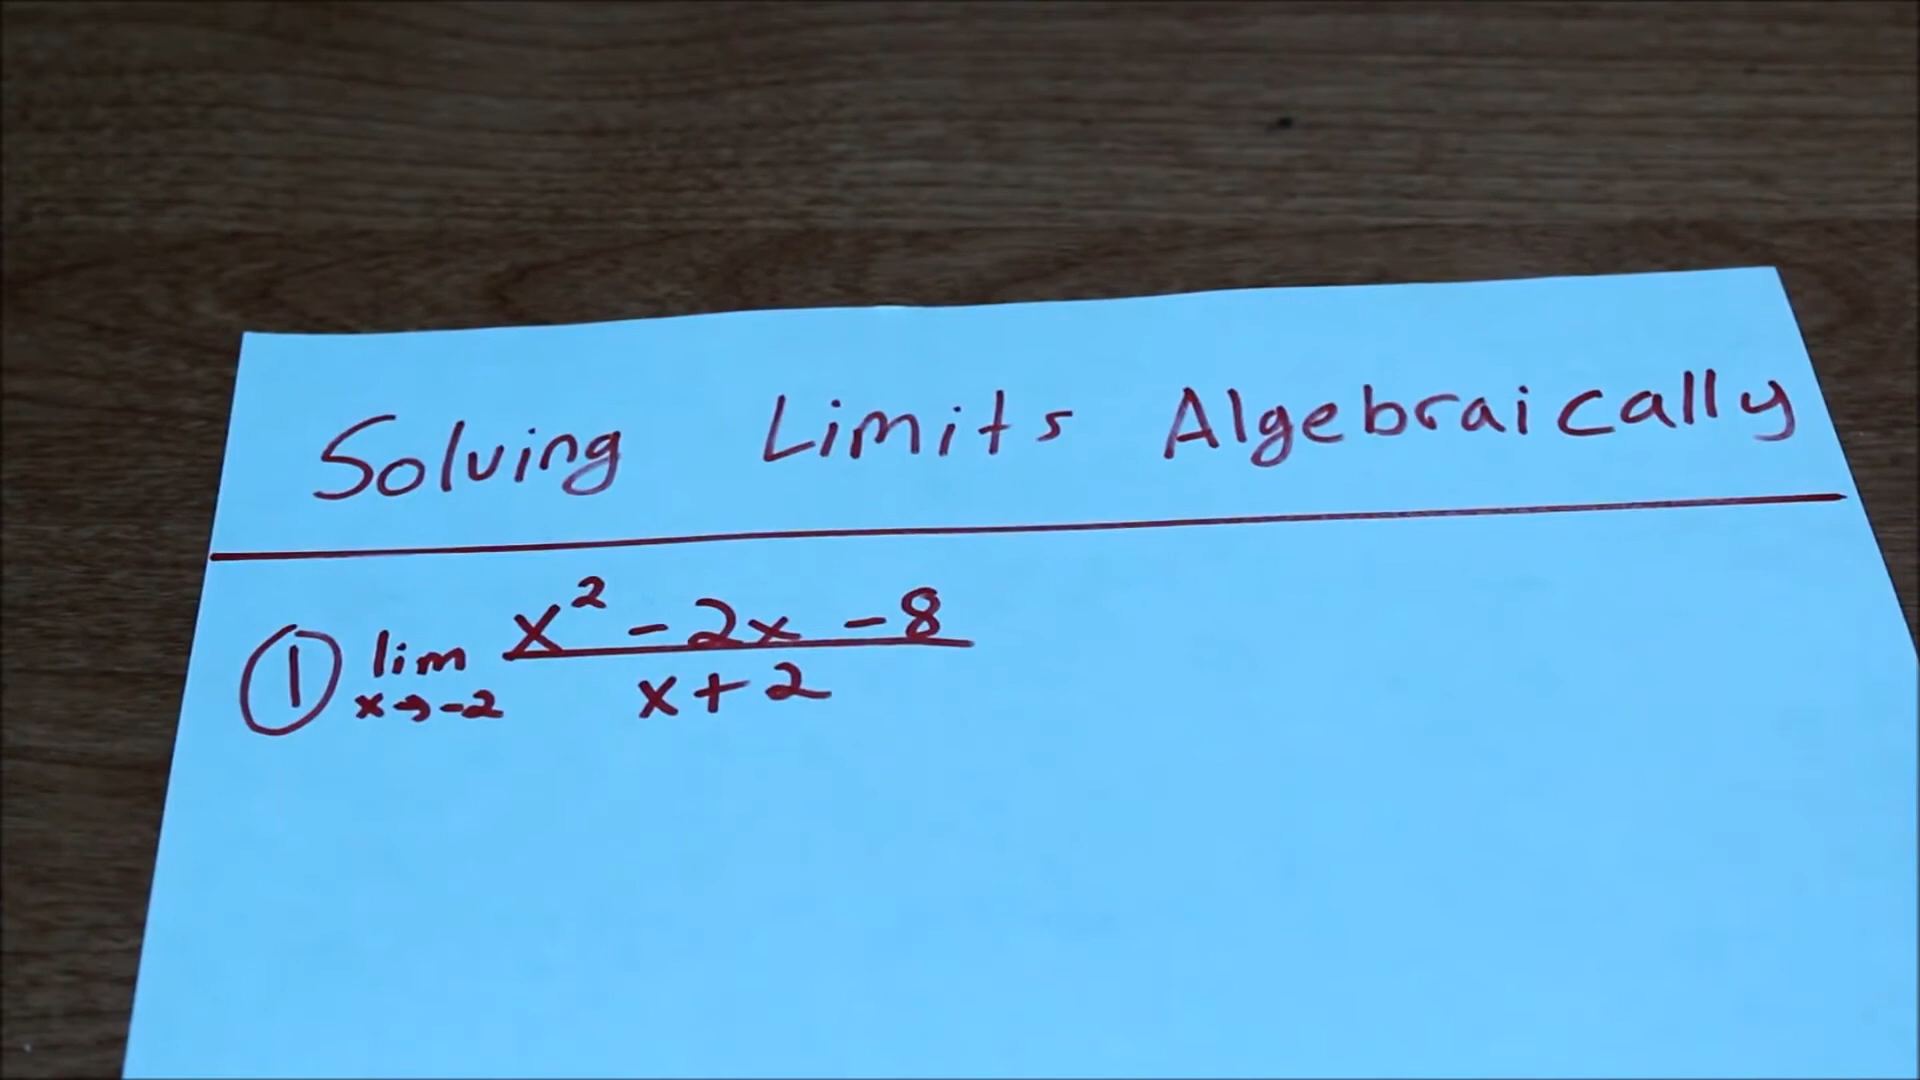 Solving Limits Algebraically
① lim x→-2 (x² - 2x - 8)/(x + 2)